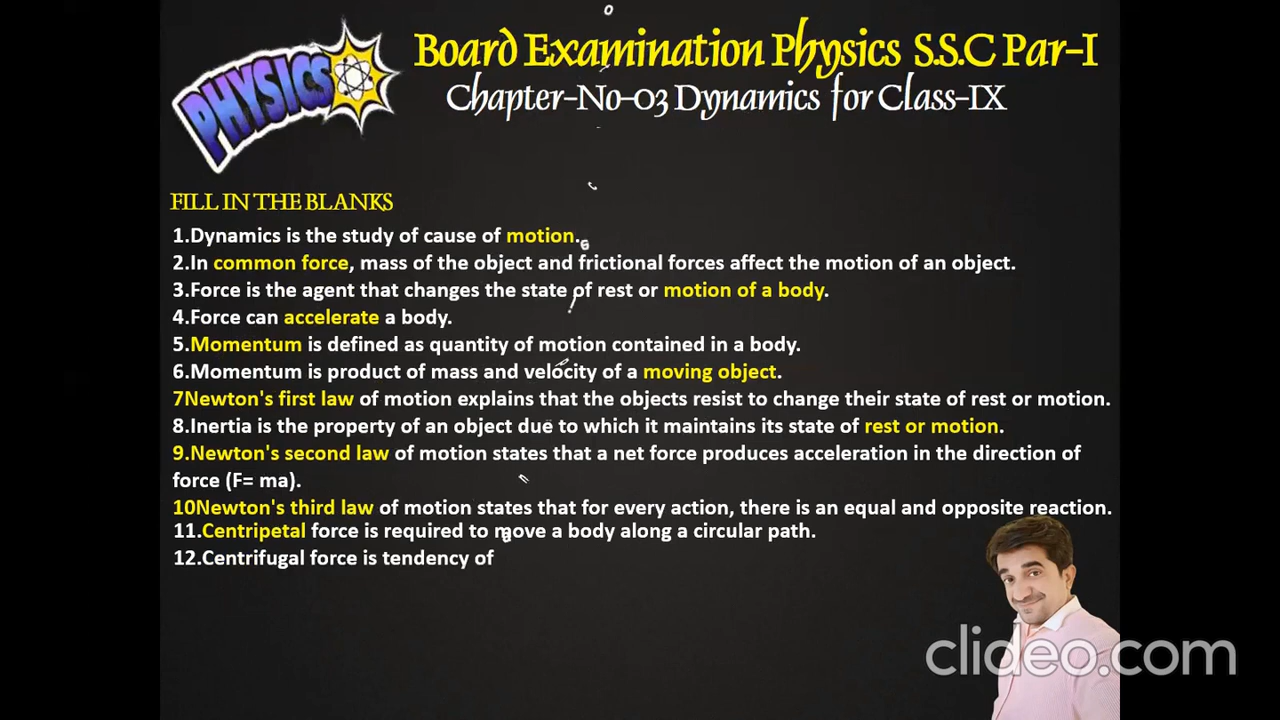 PHYSICS
Board Examination Physics S.S.C Par-I
Chapter-No-03 Dynamics for Class-IX
FILL IN THE BLANKS
1.Dynamics is the study of cause of motion.
2.In common force, mass of the object and frictional forces affect the motion of an object.
3.Force is the agent that changes the state of rest or motion of a body.
4.Force can accelerate a body.
5.Momentum is defined as quantity of motion contained in a body.
6.Momentum is product of mass and velocity of a moving object.
7Newton's first law of motion explains that the objects resist to change their state of rest or motion.
8.Inertia is the property of an object due to which it maintains its state of rest or motion.
9.Newton's second law of motion states that a net force produces acceleration in the direction of
force (F= ma).
10Newton's third law of motion states that for every action, there is an equal and opposite reaction.
11.Centripetal force is required to move a body along a circular path.
12.Centrifugal force is tendency of
clideo.com